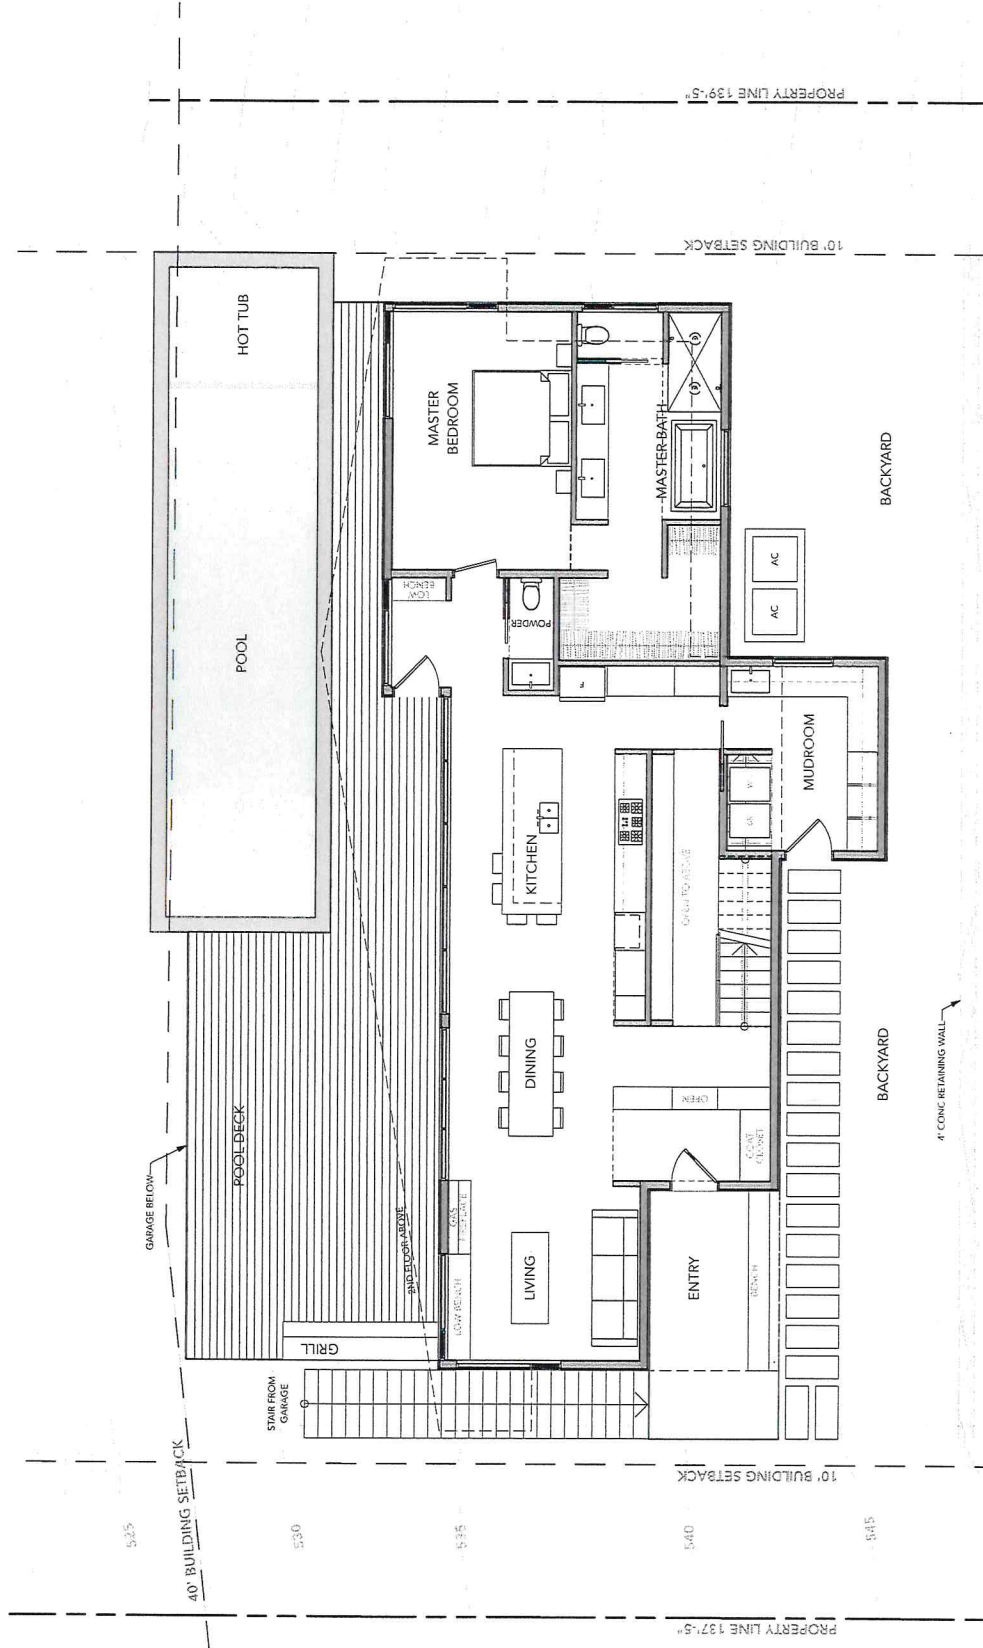 PROPERTY LINE 139'-5"
10' BUILDING SETBACK
HOT TUB
MASTER
BEDROOM
MASTER BATH
BACKYARD
POOL
LOW
BENCH
POWDER
AC
AC
F
MUDROOM
W
KITCHEN
OPEN TO ABOVE
DINING
BACKYARD
4' CONC RETAINING WALL
GARAGE BELOW
POOL DECK
OPEN
COAT
CLOSET
GAS
FIREPLACE
2ND FLOOR ABOVE
LOW BENCH
LIVING
ENTRY
BENCH
GRILL
STAIR FROM
GARAGE
40' BUILDING SETBACK
10' BUILDING SETBACK
525
530
535
540
545
PROPERTY LINE 137'-5"